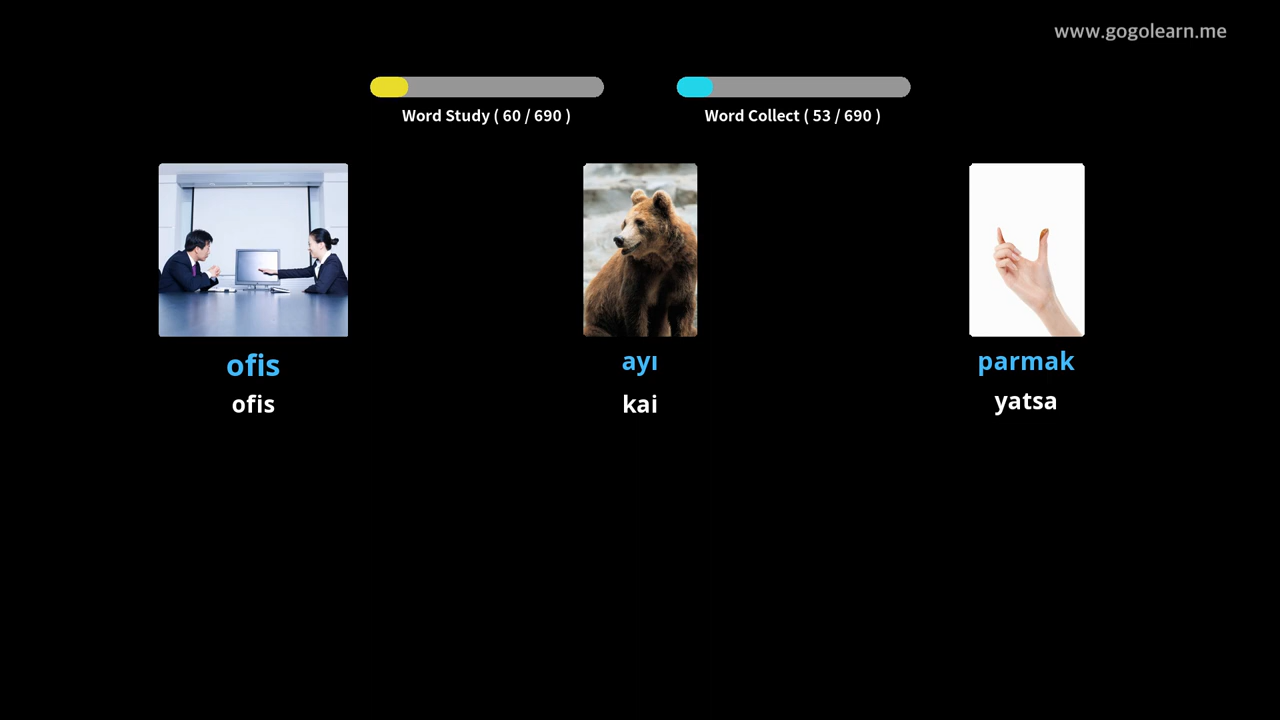 www.gogolearn.me
Word Study ( 60 / 690 )
Word Collect ( 53 / 690 )
ofis
ofis
ayı
kai
parmak
yatsa